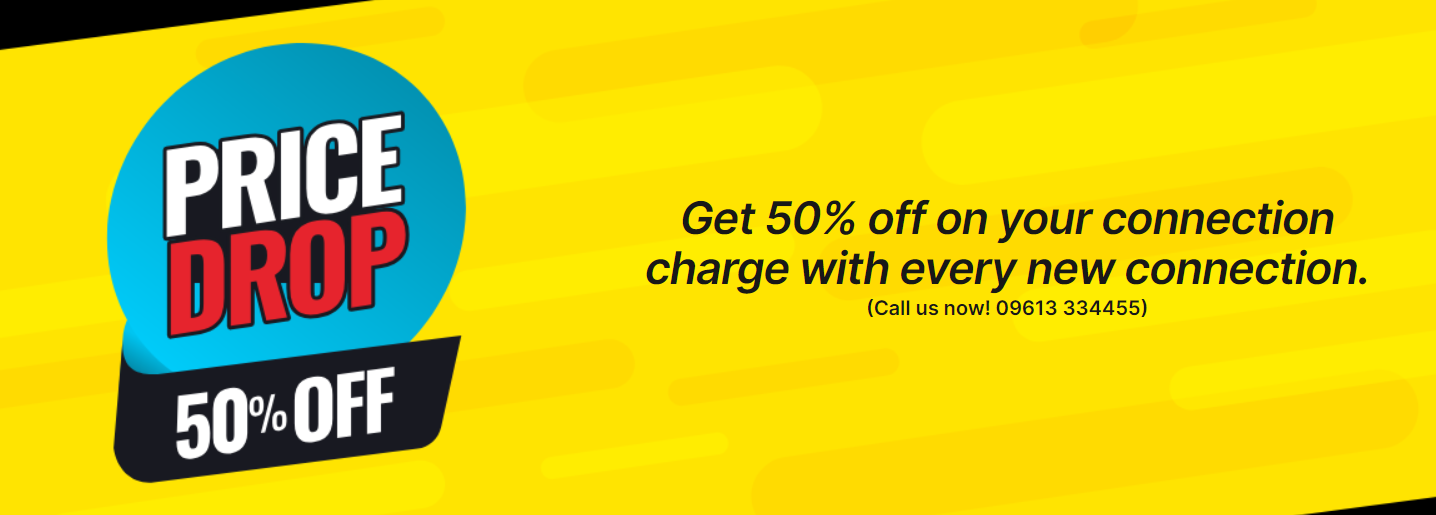 PRICE
DROP
50% OFF
Get 50% off on your connection
charge with every new connection.
(Call us now! 09613 334455)